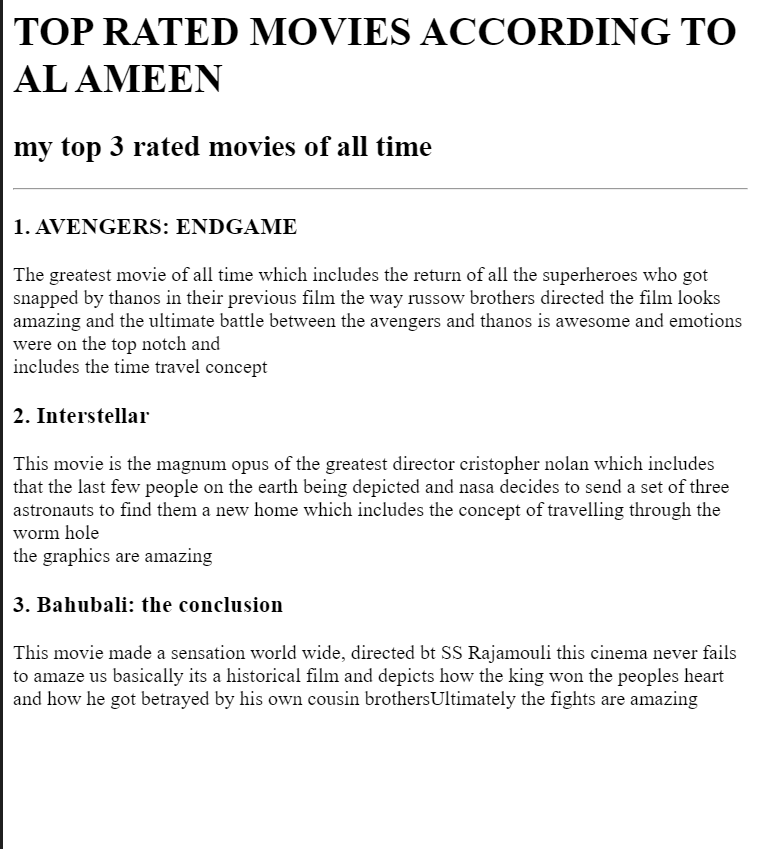 TOP RATED MOVIES ACCORDING TO
AL AMEEN
my top 3 rated movies of all time
1. AVENGERS: ENDGAME
The greatest movie of all time which includes the return of all the superheroes who got
snapped by thanos in their previous film the way russow brothers directed the film looks
amazing and the ultimate battle between the avengers and thanos is awesome and emotions
were on the top notch and
includes the time travel concept
2. Interstellar
This movie is the magnum opus of the greatest director cristopher nolan which includes
that the last few people on the earth being depicted and nasa decides to send a set of three
astronauts to find them a new home which includes the concept of travelling through the
worm hole
the graphics are amazing
3. Bahubali: the conclusion
This movie made a sensation world wide, directed bt SS Rajamouli this cinema never fails
to amaze us basically its a historical film and depicts how the king won the peoples heart
and how he got betrayed by his own cousin brothersUltimately the fights are amazing